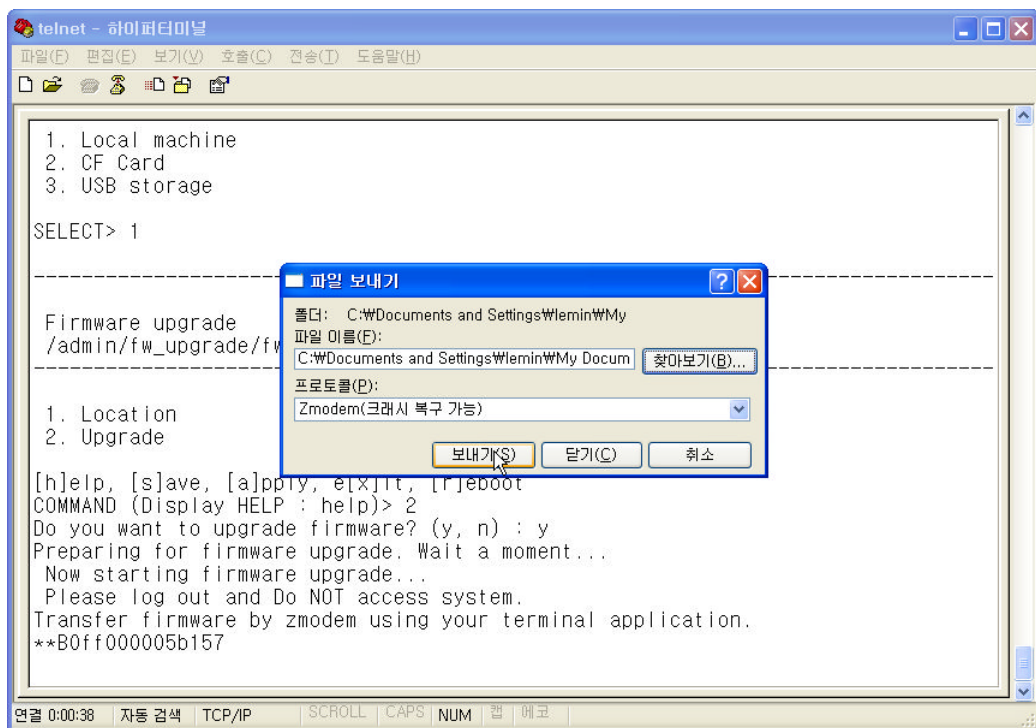 telnet - 하이퍼터미널
파일(F) 편집(E) 보기(V) 호출(C) 전송(T) 도움말(H)
1. Local machine
2. CF Card
3. USB storage
SELECT> 1
파일 보내기
폴더: C:₩Documents and Settings₩lemin₩My
파일 이름(F):
C:₩Documents and Settings₩lemin₩My Docum
찾아보기(B)...
프로토콜(P):
Zmodem(크래시 복구 가능)
보내기(S) 닫기(C) 취소
Firmware upgrade
/admin/fw_upgrade/fw
1. Location
2. Upgrade
[h]elp, [s]ave, [a]pply, e[x]it, [r]eboot
COMMAND (Display HELP : help)> 2
Do you want to upgrade firmware? (y, n) : y
Preparing for firmware upgrade. Wait a moment...
Now starting firmware upgrade...
Please log out and Do NOT access system.
Transfer firmware by zmodem using your terminal application.
**B0ff000005b157
연결 0:00:38 자동 검색 TCP/IP SCROLL CAPS NUM 캡 에코